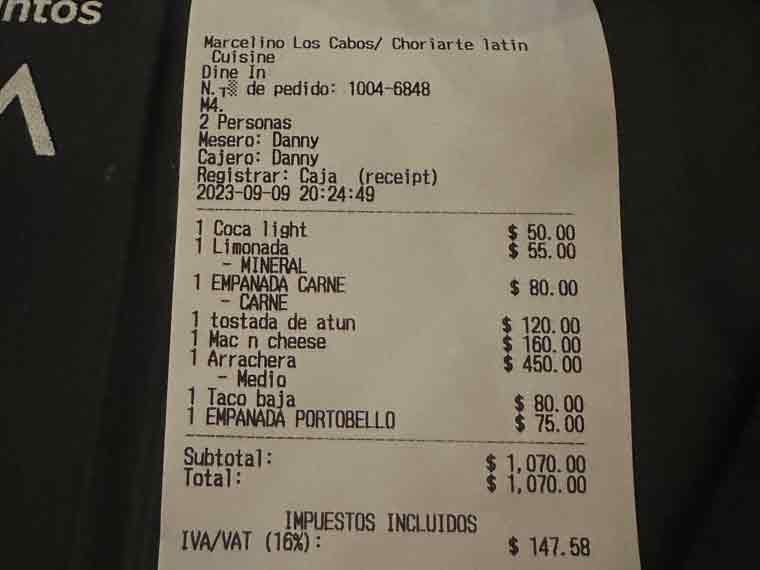 ntos
Marcelino Los Cabos/ Choriarte latin
Cuisine
Dine In
N. de pedido: 1004-6848
M4.
2 Personas
Mesero: Danny
Cajero: Danny
Registrar: Caja (receipt)
2023-09-09 20:24:49
1 Coca light $ 50.00
1 Limonada $ 55.00
- MINERAL
1 EMPANADA CARNE $ 80.00
- CARNE
1 tostada de atun $ 120.00
1 Mac n cheese $ 160.00
1 Arrachera $ 450.00
- Medio
1 Taco baja $ 80.00
1 EMPANADA PORTOBELLO $ 75.00
Subtotal: $ 1,070.00
Total: $ 1,070.00
IMPUESTOS INCLUIDOS
IVA/VAT (16%): $ 147.58